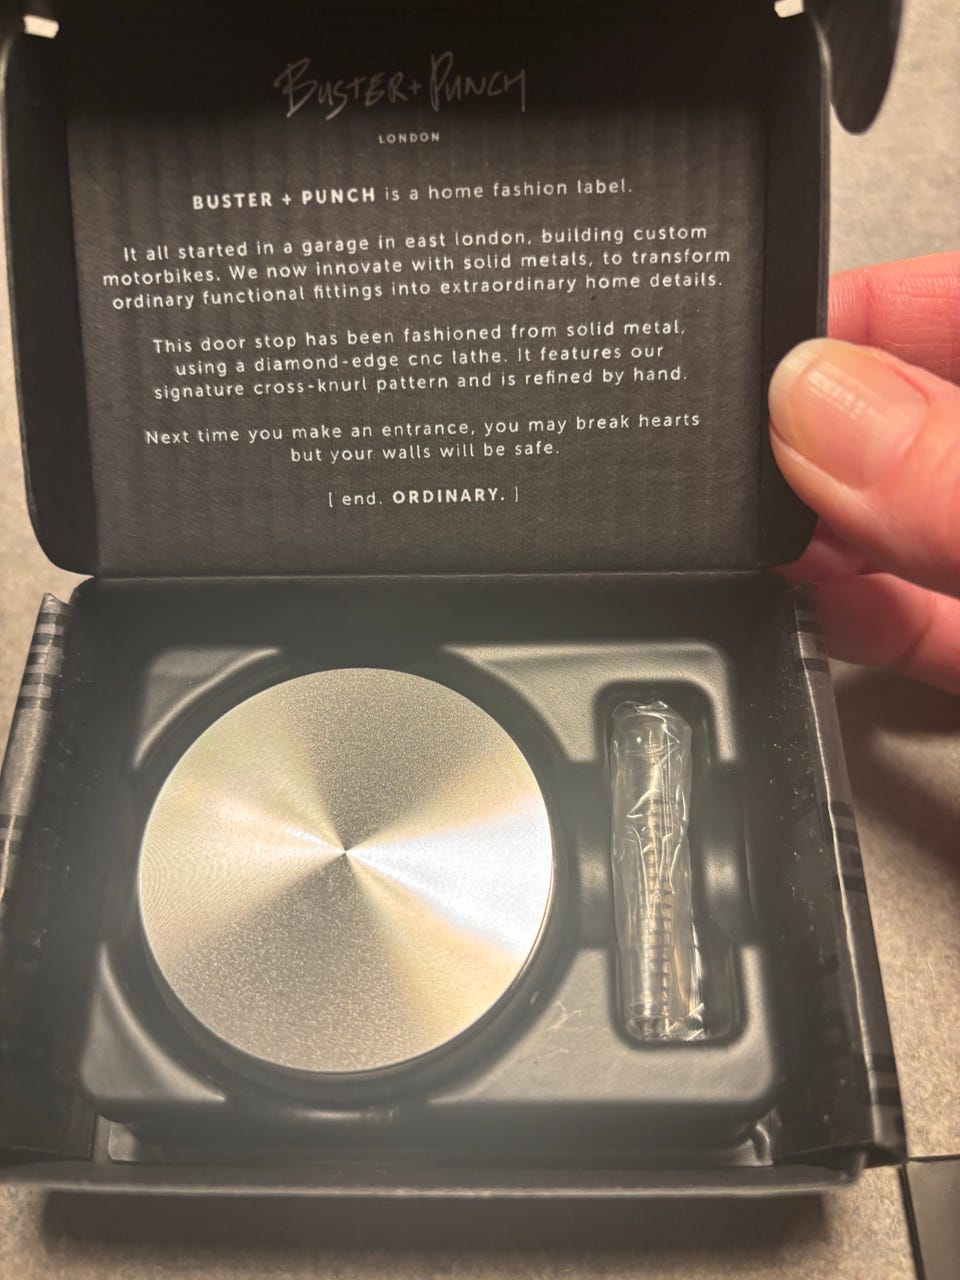 BUSTER+PUNCH
LONDON
BUSTER + PUNCH is a home fashion label.
It all started in a garage in east london, building custom
motorbikes. We now innovate with solid metals, to transform
ordinary functional fittings into extraordinary home details.
This door stop has been fashioned from solid metal,
using a diamond-edge cnc lathe. It features our
signature cross-knurl pattern and is refined by hand.
Next time you make an entrance, you may break hearts
but your walls will be safe.
[ end. ORDINARY. ]